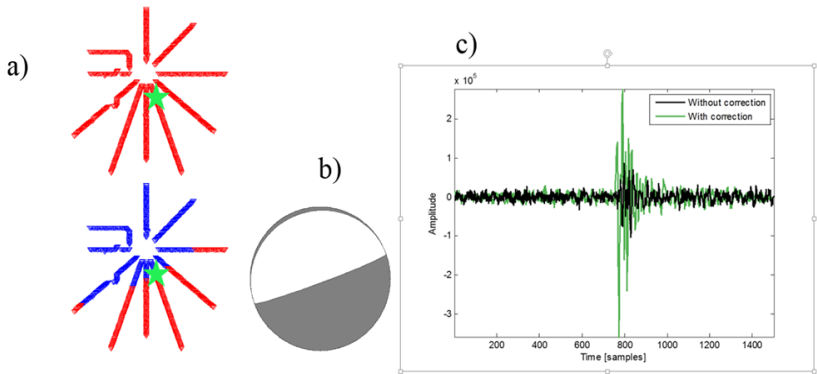 a)
b)
c)
x 10^5
Without correction
With correction
2
1
0
-1
-2
-3
Amplitude
200 400 600 800 1000 1200 1400
Time [samples]